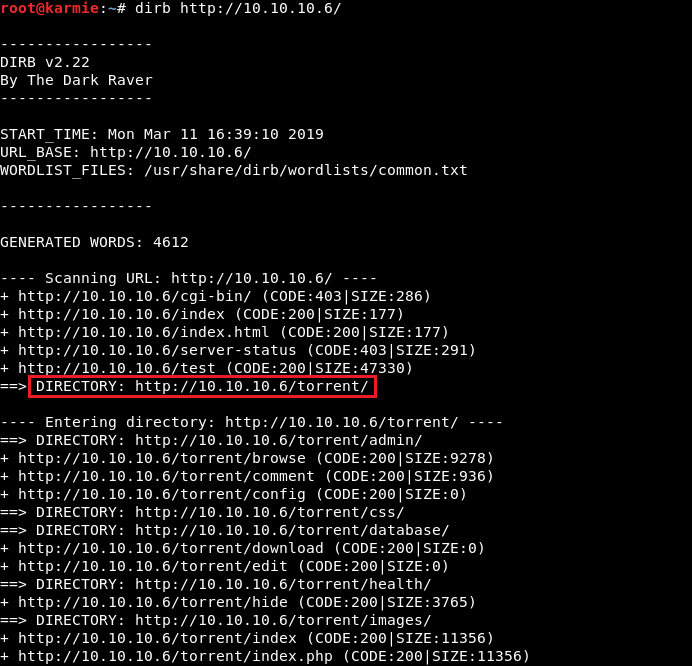 root@karmie:~# dirb http://10.10.10.6/
-----------------
DIRB v2.22
By The Dark Raver
-----------------
START_TIME: Mon Mar 11 16:39:10 2019
URL_BASE: http://10.10.10.6/
WORDLIST_FILES: /usr/share/dirb/wordlists/common.txt
-----------------
GENERATED WORDS: 4612
---- Scanning URL: http://10.10.10.6/ ----
+ http://10.10.10.6/cgi-bin/ (CODE:403|SIZE:286)
+ http://10.10.10.6/index (CODE:200|SIZE:177)
+ http://10.10.10.6/index.html (CODE:200|SIZE:177)
+ http://10.10.10.6/server-status (CODE:403|SIZE:291)
+ http://10.10.10.6/test (CODE:200|SIZE:47330)
==> DIRECTORY: http://10.10.10.6/torrent/
---- Entering directory: http://10.10.10.6/torrent/ ----
==> DIRECTORY: http://10.10.10.6/torrent/admin/
+ http://10.10.10.6/torrent/browse (CODE:200|SIZE:9278)
+ http://10.10.10.6/torrent/comment (CODE:200|SIZE:936)
+ http://10.10.10.6/torrent/config (CODE:200|SIZE:0)
==> DIRECTORY: http://10.10.10.6/torrent/css/
==> DIRECTORY: http://10.10.10.6/torrent/database/
+ http://10.10.10.6/torrent/download (CODE:200|SIZE:0)
+ http://10.10.10.6/torrent/edit (CODE:200|SIZE:0)
==> DIRECTORY: http://10.10.10.6/torrent/health/
+ http://10.10.10.6/torrent/hide (CODE:200|SIZE:3765)
==> DIRECTORY: http://10.10.10.6/torrent/images/
+ http://10.10.10.6/torrent/index (CODE:200|SIZE:11356)
+ http://10.10.10.6/torrent/index.php (CODE:200|SIZE:11356)